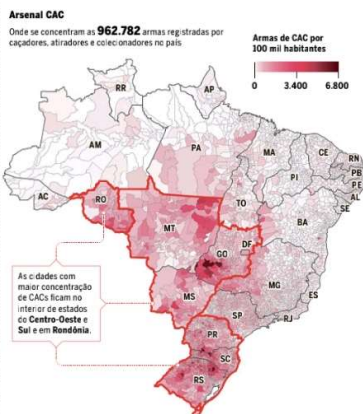 Arsenal CAC
Onde se concentram as 962.782 armas registradas por
caçadores, atiradores e colecionadores no país
Armas de CAC por
100 mil habitantes
0 3.400 6.800
RR
AP
AM
PA
MA
CE
RN
PB
PE
AL
SE
PI
AC
RO
TO
BA
MT
DF
GO
MG
ES
MS
SP
RJ
PR
SC
RS
As cidades com
maior concentração
de CACs ficam no
interior de estados
do Centro-Oeste e
Sul e em Rondônia.